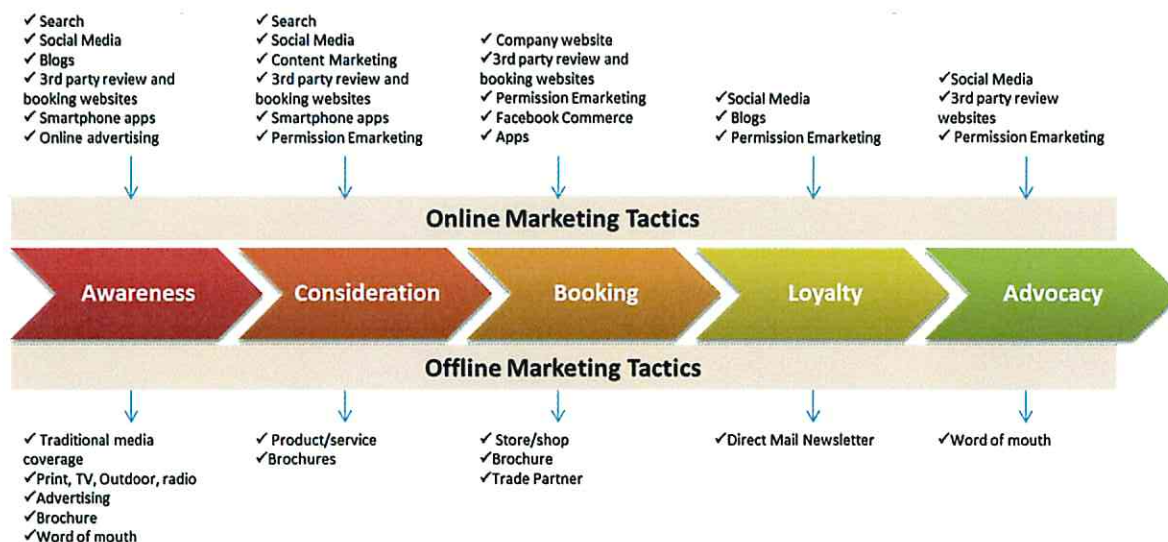 ✓ Search
✓ Social Media
✓ Blogs
✓ 3rd party review and
booking websites
✓ Smartphone apps
✓ Online advertising
✓ Search
✓ Social Media
✓ Content Marketing
✓ 3rd party review and
booking websites
✓ Smartphone apps
✓ Permission Emarketing
✓ Company website
✓3rd party review and
booking websites
✓ Permission Emarketing
✓ Facebook Commerce
✓ Apps
✓Social Media
✓ Blogs
✓ Permission Emarketing
✓Social Media
✓3rd party review
websites
✓ Permission Emarketing
Online Marketing Tactics
Awareness
Consideration
Booking
Loyalty
Advocacy
Offline Marketing Tactics
✓ Traditional media
coverage
✓Print, TV, Outdoor, radio
✓Advertising
✓Brochure
✓Word of mouth
✓ Product/service
✓Brochures
✓ Store/shop
✓Brochure
✓Trade Partner
✓Direct Mail Newsletter
✓Word of mouth